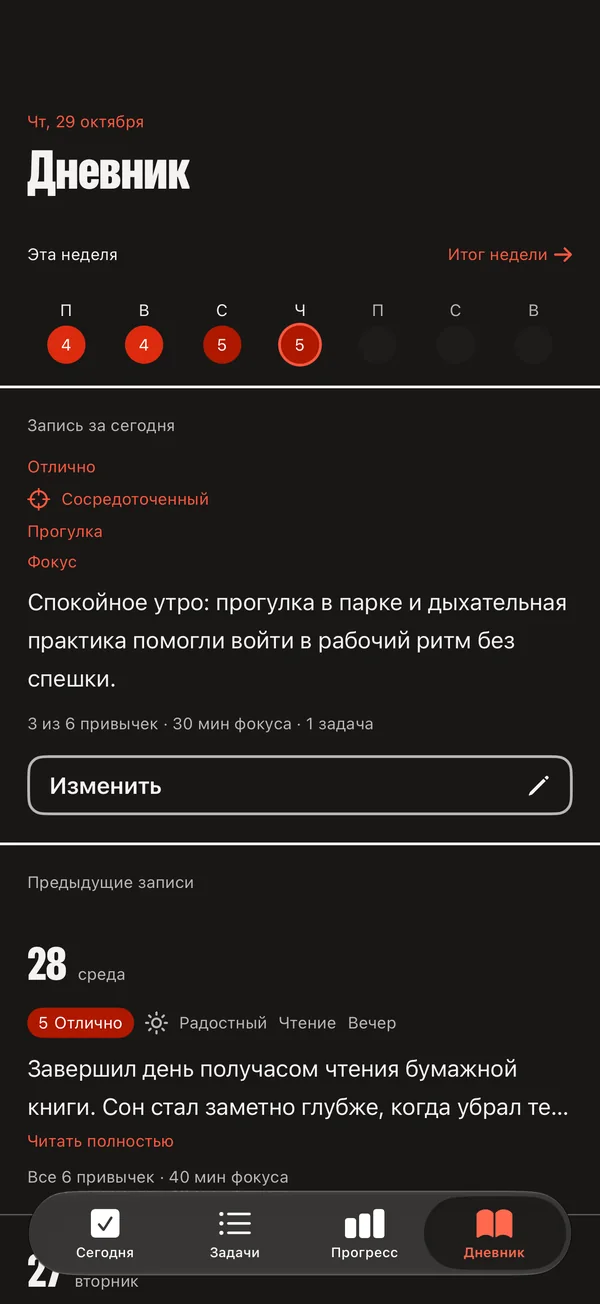 Чт, 29 октября
Дневник
Эта неделя
Итог недели
П В С Ч П С В
4 4 5 5
Запись за сегодня
Отлично
Сосредоточенный
Прогулка
Фокус
Спокойное утро: прогулка в парке и дыхательная
практика помогли войти в рабочий ритм без
спешки.
3 из 6 привычек · 30 мин фокуса · 1 задача
Изменить
Предыдущие записи
28 среда
5 Отлично Радостный Чтение Вечер
Завершил день получасом чтения бумажной
книги. Сон стал заметно глубже, когда убрал те...
Читать полностью
Все 6 привычек · 40 мин фокуса
27 вторник
Сегодня Задачи Прогресс Дневник